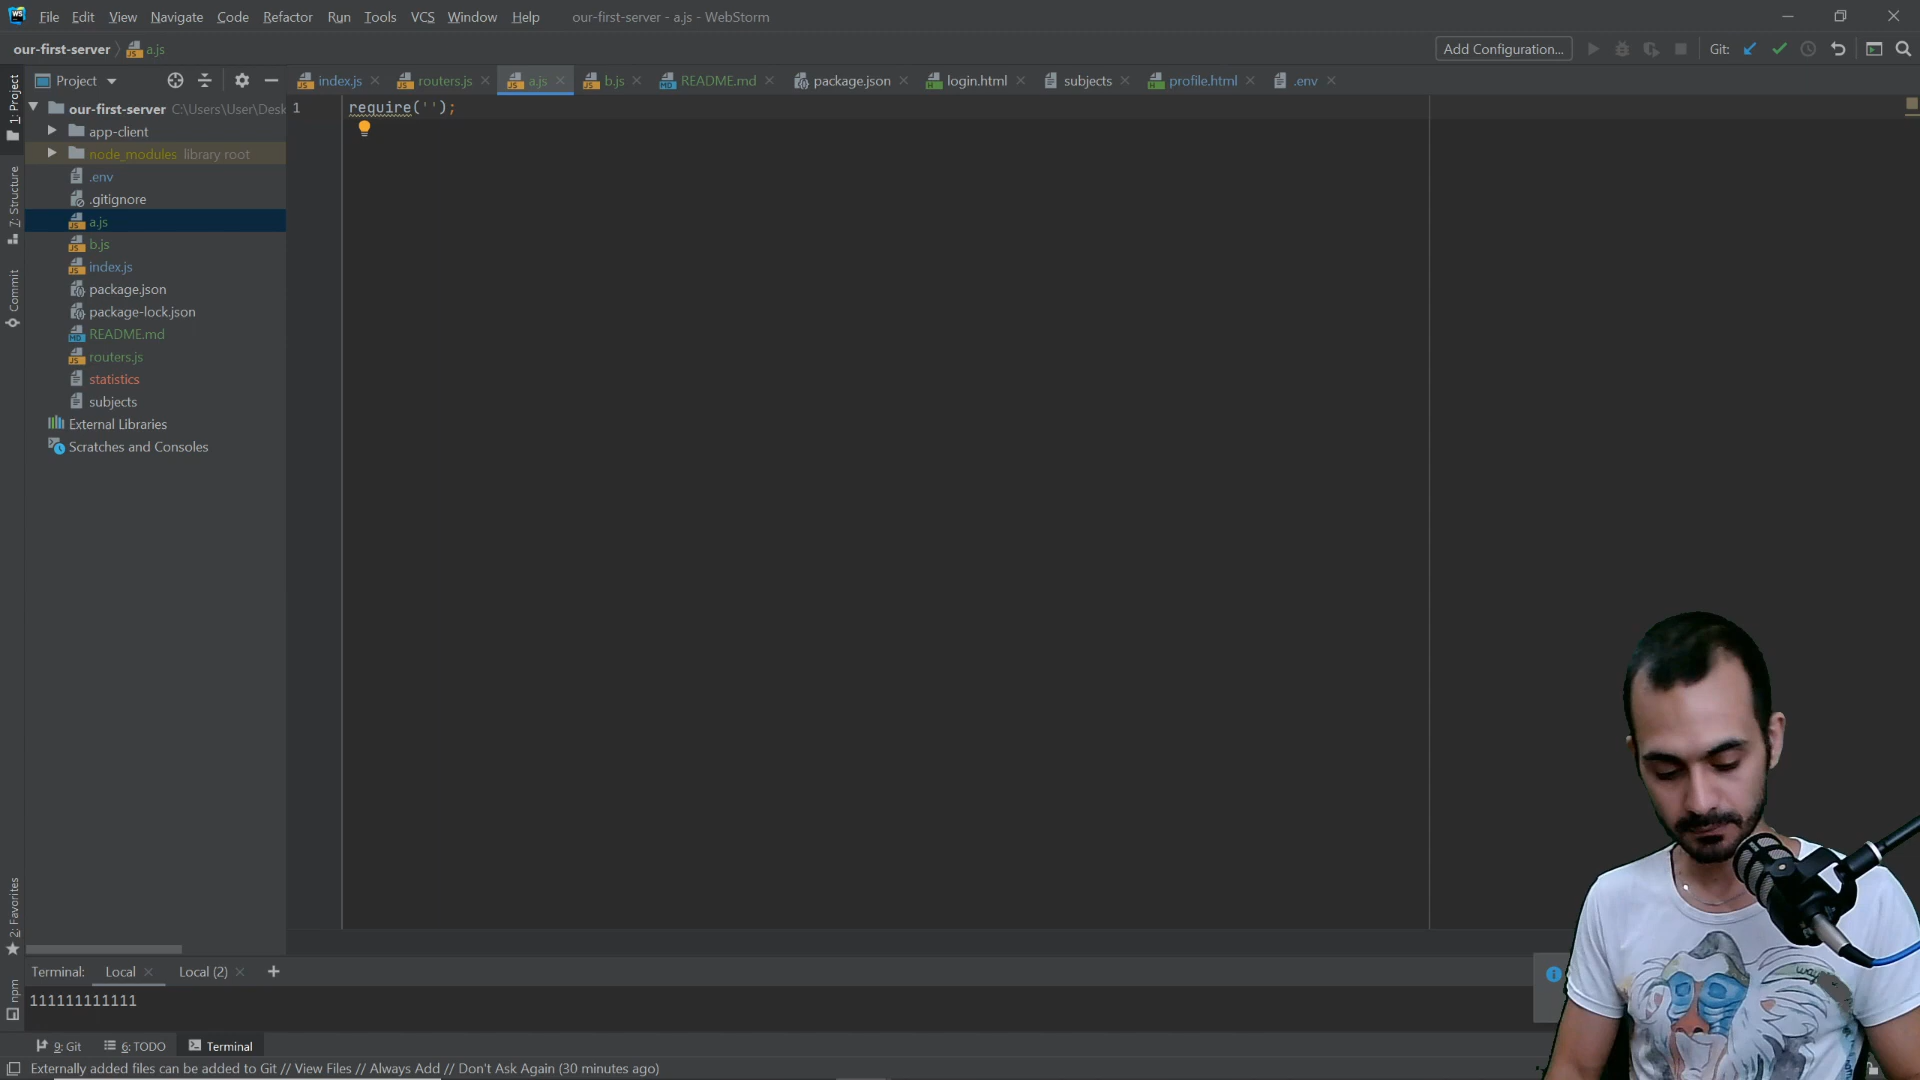 WS File Edit View Navigate Code Refactor Run Tools VCS Window Help our-first-server - a.js - WebStorm
our-first-server a.js Add Configuration... Git:
Project index.js routers.js a.js b.js README.md package.json login.html subjects profile.html .env
1: Project
7: Structure
Commit
2: Favorites
npm
our-first-server C:\Users\User\Desk
app-client
node_modules library root
.env
.gitignore
a.js
b.js
index.js
package.json
package-lock.json
README.md
routers.js
statistics
subjects
External Libraries
Scratches and Consoles
1 require('');
Terminal: Local Local (2) +
111111111111
9: Git 6: TODO Terminal
Externally added files can be added to Git // View Files // Always Add // Don't Ask Again (30 minutes ago)